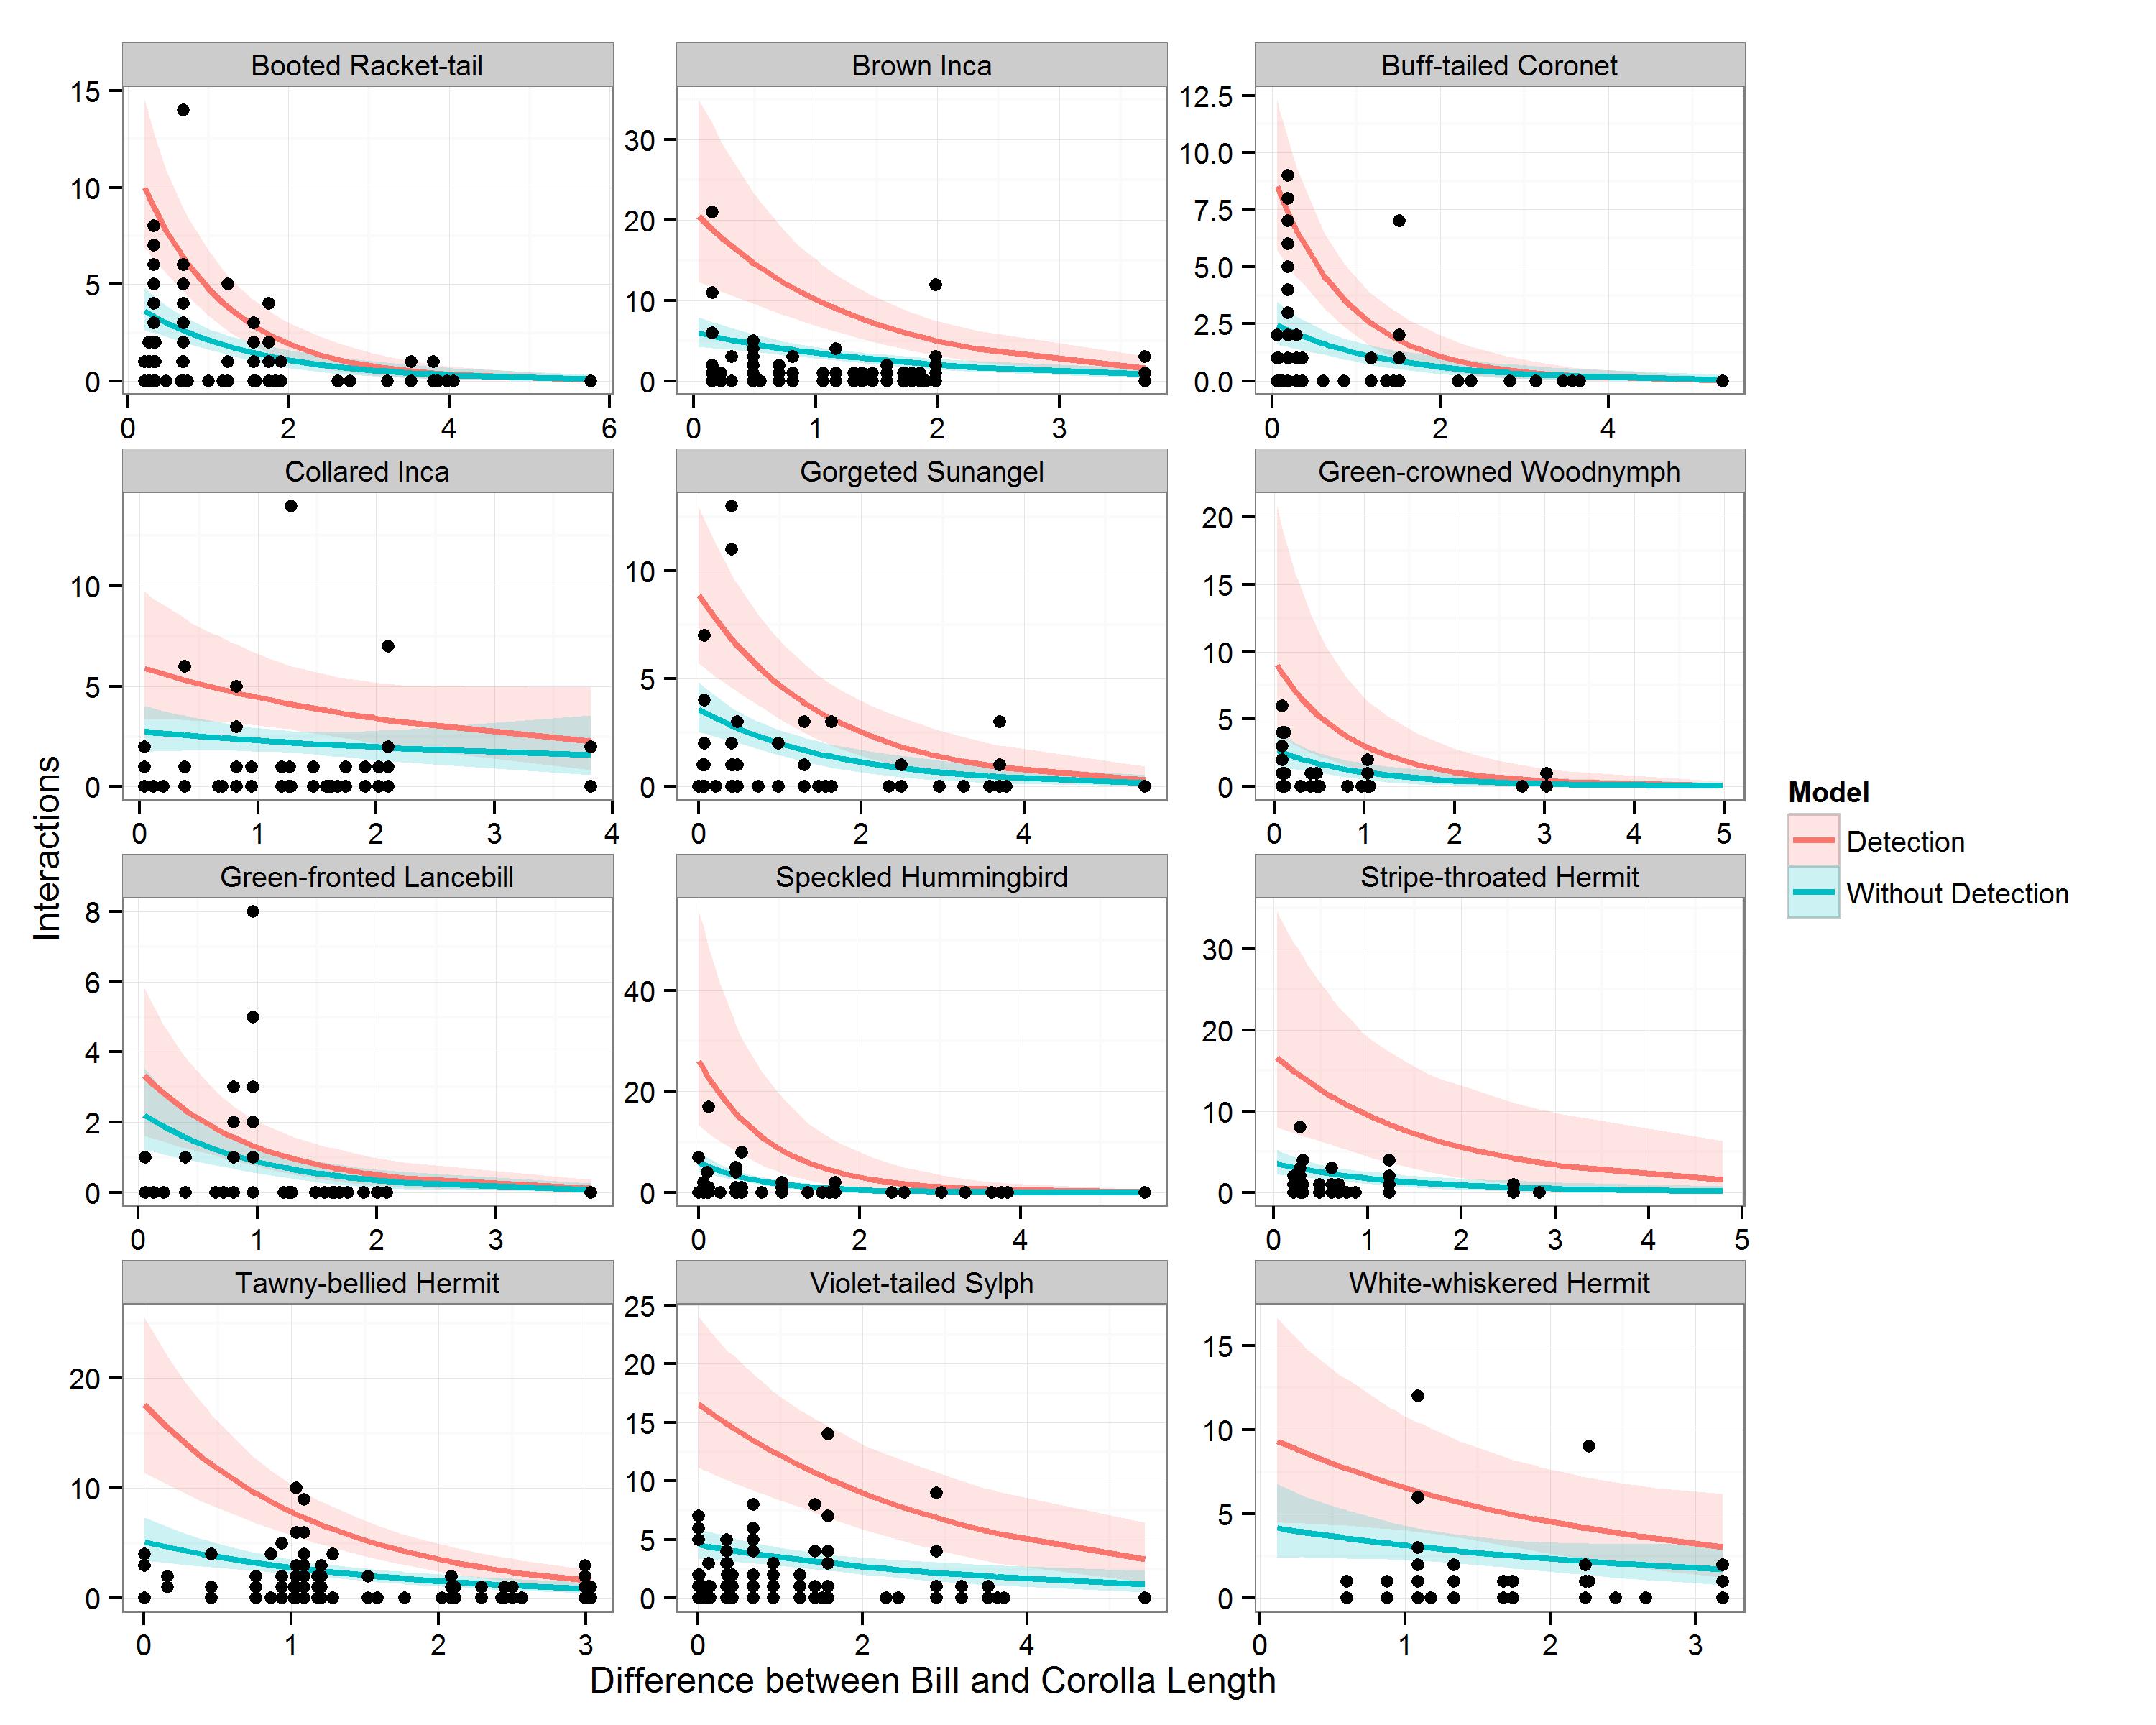 Booted Racket-tail
Brown Inca
Buff-tailed Coronet
15
10
5
0
30
20
10
0
12.5
10.0
7.5
5.0
2.5
0.0
0 2 4 6
0 1 2 3
0 2 4
Collared Inca
Gorgeted Sunangel
Green-crowned Woodnymph
10
5
0
10
5
0
20
15
10
5
0
0 1 2 3 4
0 2 4
0 1 2 3 4 5
Green-fronted Lancebill
Speckled Hummingbird
Stripe-throated Hermit
8
6
4
2
0
40
20
0
30
20
10
0
0 1 2 3
0 2 4
0 1 2 3 4 5
Tawny-bellied Hermit
Violet-tailed Sylph
White-whiskered Hermit
20
10
0
25
20
15
10
5
0
15
10
5
0
0 1 2 3
0 2 4
0 1 2 3
Interactions
Difference between Bill and Corolla Length
Model
Detection
Without Detection